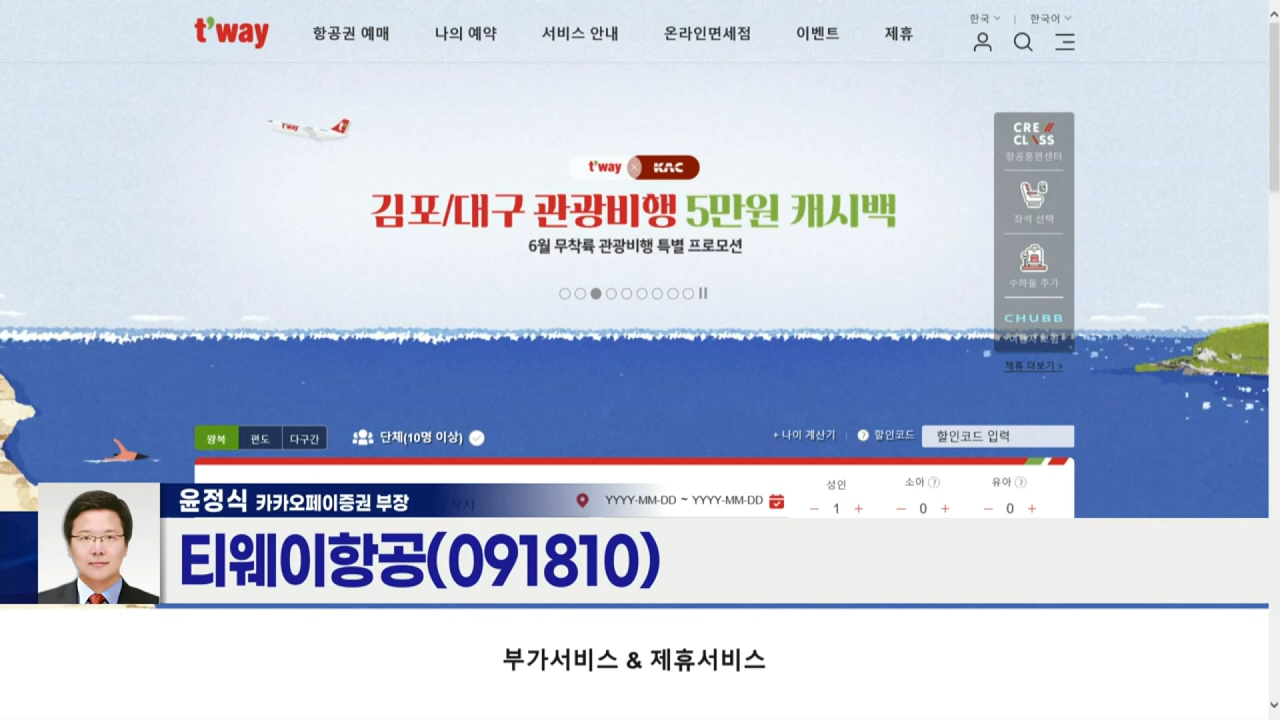 t'way 항공권 예매 나의 예약 서비스 안내 온라인면세점 이벤트 제휴 한국 | 한국어
t'way
t'way × KAC
김포/대구 관광비행 5만원 캐시백
6월 무착륙 관광비행 특별 프로모션
CRE
CLASS
항공훈련센터
좌석 선택
수하물 추가
CHUBB
여행자 보험
제휴 더보기 >
왕복 편도 다구간 단체(10명 이상) + 나이 계산기 | ? 할인코드 할인코드 입력
YYYY-MM-DD ~ YYYY-MM-DD
성인 소아 ? 유아 ?
− 1 + − 0 + − 0 +
윤정식 카카오페이증권 부장
티웨이항공(091810)
부가서비스 & 제휴서비스